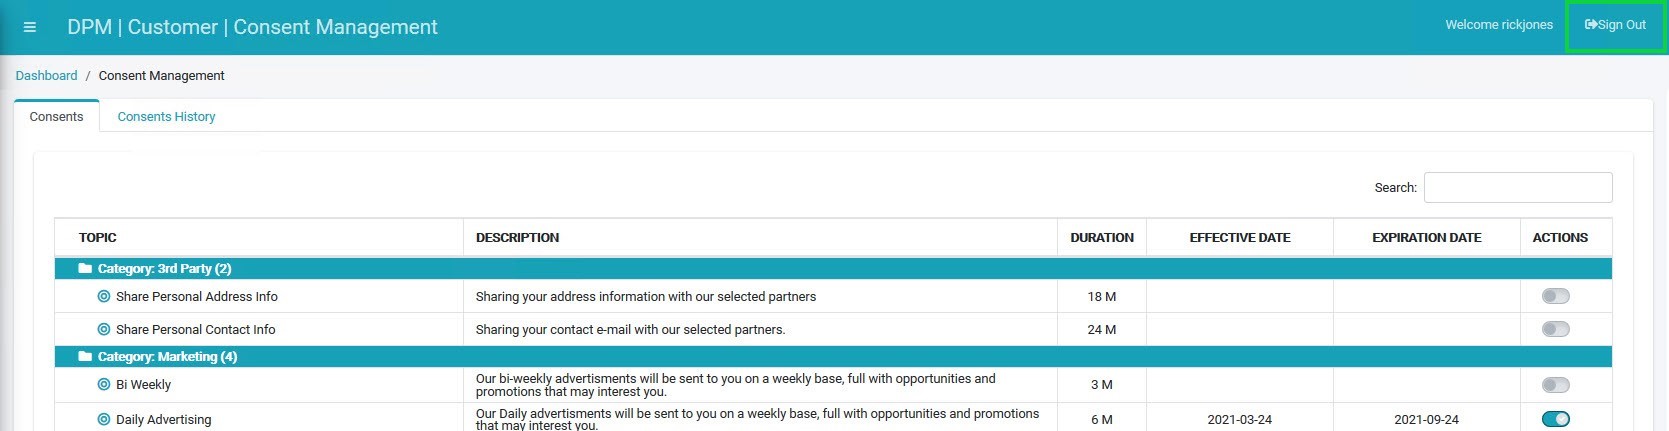 DPM | Customer | Consent Management
Welcome rickjones
Sign Out
Dashboard / Consent Management
Consents
Consents History
Search:
TOPIC DESCRIPTION DURATION EFFECTIVE DATE EXPIRATION DATE ACTIONS
Category: 3rd Party (2)
Share Personal Address Info Sharing your address information with our selected partners 18 M
Share Personal Contact Info Sharing your contact e-mail with our selected partners. 24 M
Category: Marketing (4)
Bi Weekly
Our bi-weekly advertisments will be sent to you on a weekly base, full with opportunities and
promotions that may interest you.
3 M
Daily Advertising
Our Daily advertisments will be sent to you on a weekly base, full with opportunities and promotions
that may interest you.
6 M 2021-03-24 2021-09-24